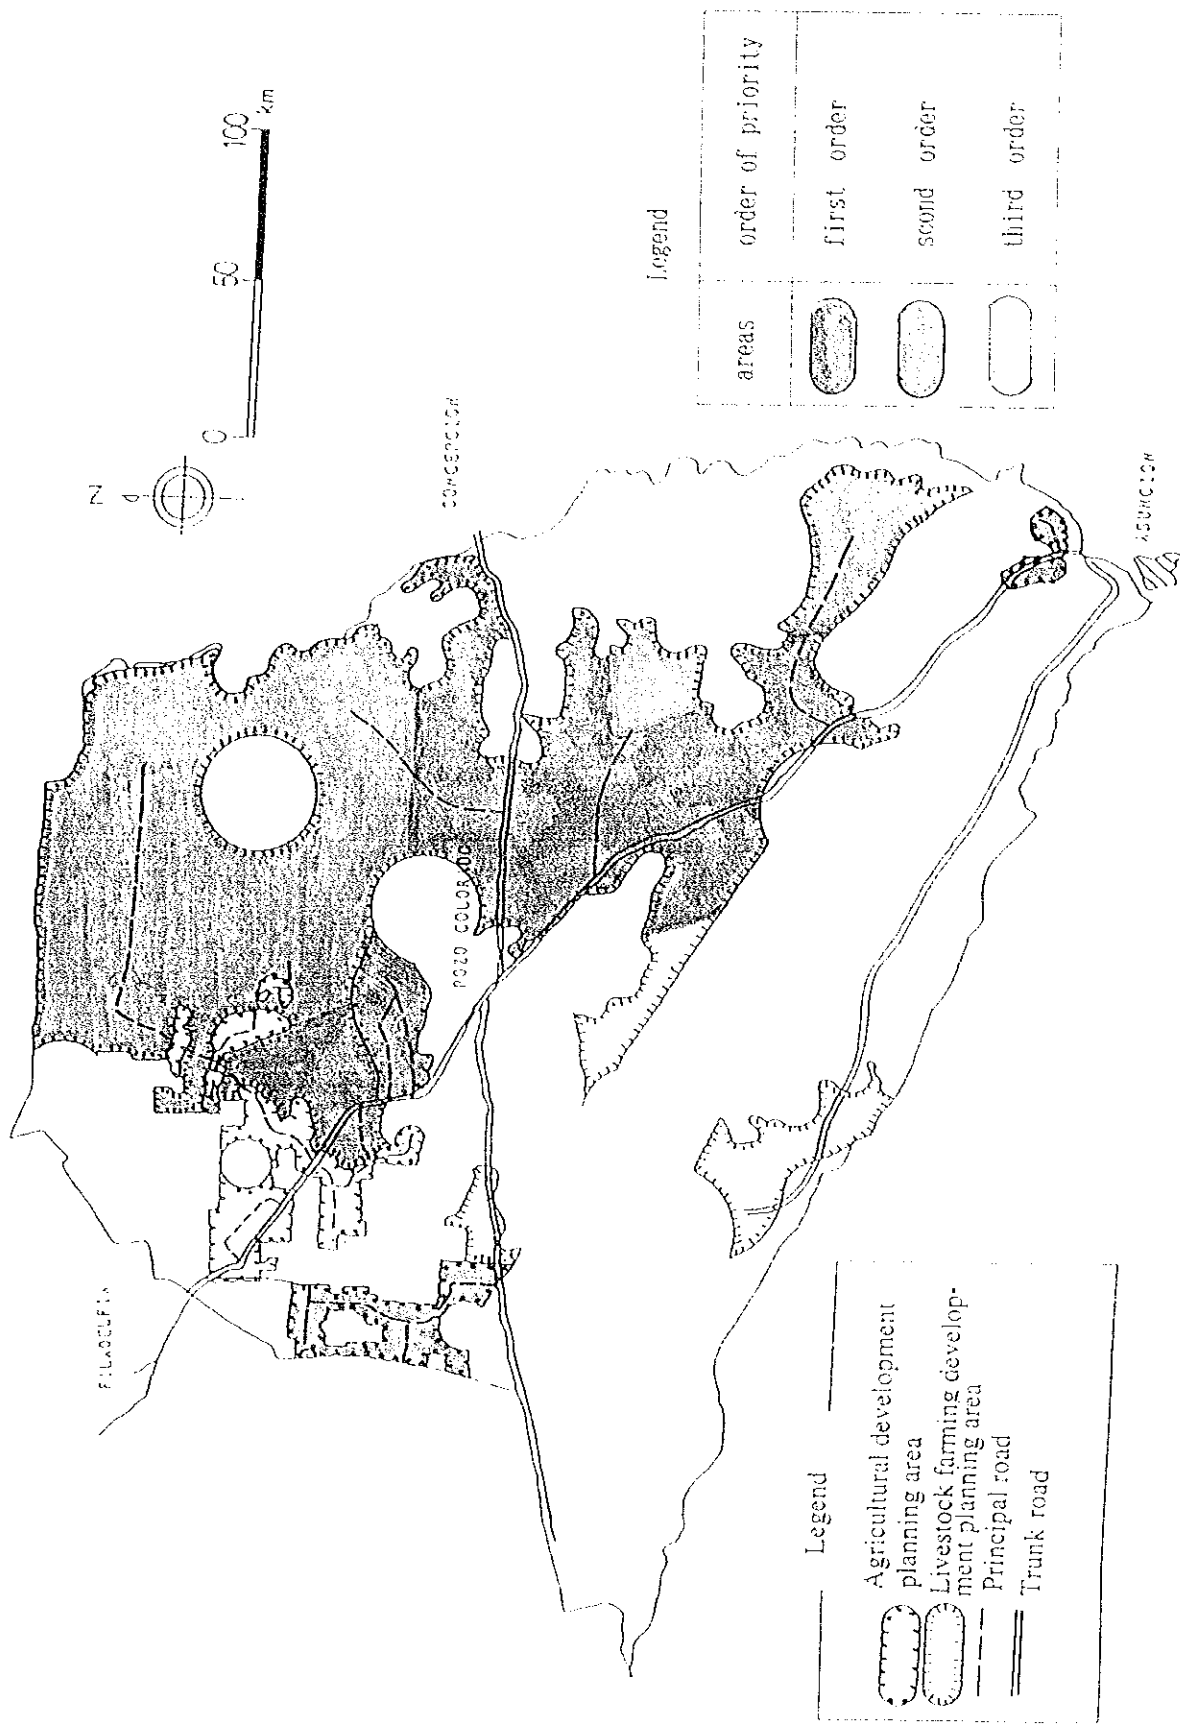 N
0 50 100 km
FILADELFIA
CONCEPCION
POZO COLORADO
ASUNCION
Legend
areas order of priority
first order
scond order
third order
Legend
Agricultural development
planning area
Livestock farming develop-
ment planning area
Principal road
Trunk road